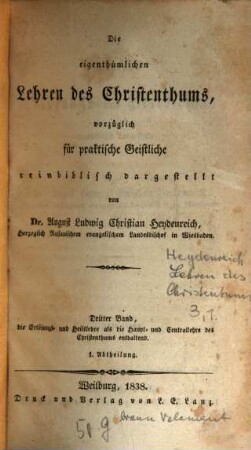 Die
eigenthümlichen
Lehren des Christenthums,
vorzüglich
für praktische Geistliche
reinbiblisch dargestellt
von
Dr. August Ludwig Christian Heydenreich,
Herzoglich Nassauischem evangelischem Landesbischof in Wiesbaden.
Heydenreich
Lehren des
Christentums
3,1.
Dritter Band,
die Erlösungs- und Heilslehre als die Haupt- und Centrallehre des
Christenthums enthaltend.
1. Abtheilung.
Weilburg, 1838.
Druck und Verlag von L. E. Lanz.